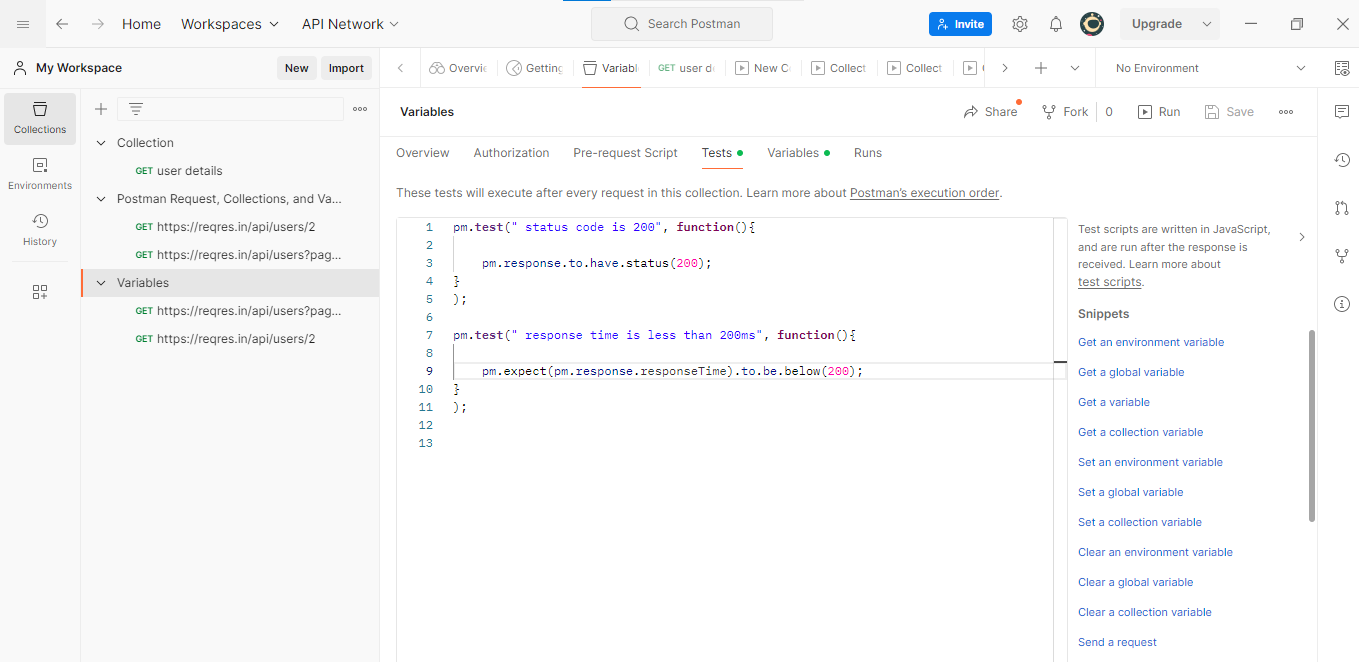 Home Workspaces API Network Search Postman Invite Upgrade
My Workspace New Import Overvie Getting Variabl GET user de New C Collect Collect No Environment
Collections
Environments
History
Collection
GET user details
Postman Request, Collections, and Va...
GET https://reqres.in/api/users/2
GET https://reqres.in/api/users?pag...
Variables
GET https://reqres.in/api/users?pag...
GET https://reqres.in/api/users/2
Variables Share Fork 0 Run Save
Overview Authorization Pre-request Script Tests Variables Runs
These tests will execute after every request in this collection. Learn more about Postman's execution order.
1 pm.test(" status code is 200", function(){
2
3 pm.response.to.have.status(200);
4 }
5 );
6
7 pm.test(" response time is less than 200ms", function(){
8
9 pm.expect(pm.response.responseTime).to.be.below(200);
10 }
11 );
12
13
Test scripts are written in JavaScript,
and are run after the response is
received. Learn more about
test scripts.
Snippets
Get an environment variable
Get a global variable
Get a variable
Get a collection variable
Set an environment variable
Set a global variable
Set a collection variable
Clear an environment variable
Clear a global variable
Clear a collection variable
Send a request